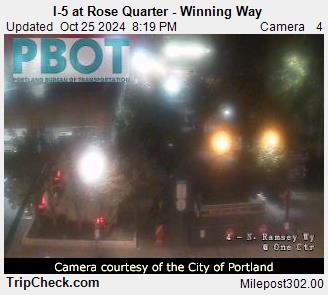 I-5 at Rose Quarter - Winning Way
Updated Oct 25 2024 8:19 PM Camera 4
PBOT
PORTLAND BUREAU OF TRANSPORTATION
4 - N. Ramsey Wy
@ One Ctr
Camera courtesy of the City of Portland
TripCheck.com Milepost302.00